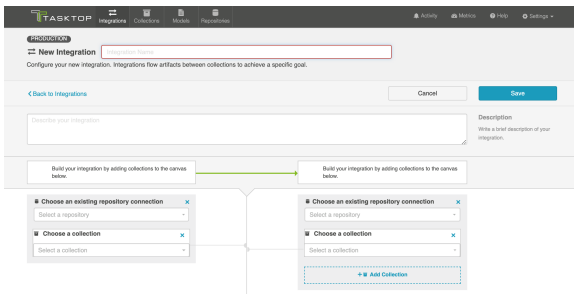 TASKTOP
Integrations
Collections
Models
Repositories
Activity
Metrics
Help
Settings
PRODUCTION
New Integration
Integration Name
Configure your new integration. Integrations flow artifacts between collections to achieve a specific goal.
Back to Integrations
Cancel
Save
Describe your integration
Description
Write a brief description of your
integration.
Build your integration by adding collections to the canvas
below.
Build your integration by adding collections to the canvas
below.
Choose an existing repository connection
Select a repository
Choose a collection
Select a collection
Choose an existing repository connection
Select a repository
Choose a collection
Select a collection
+ Add Collection